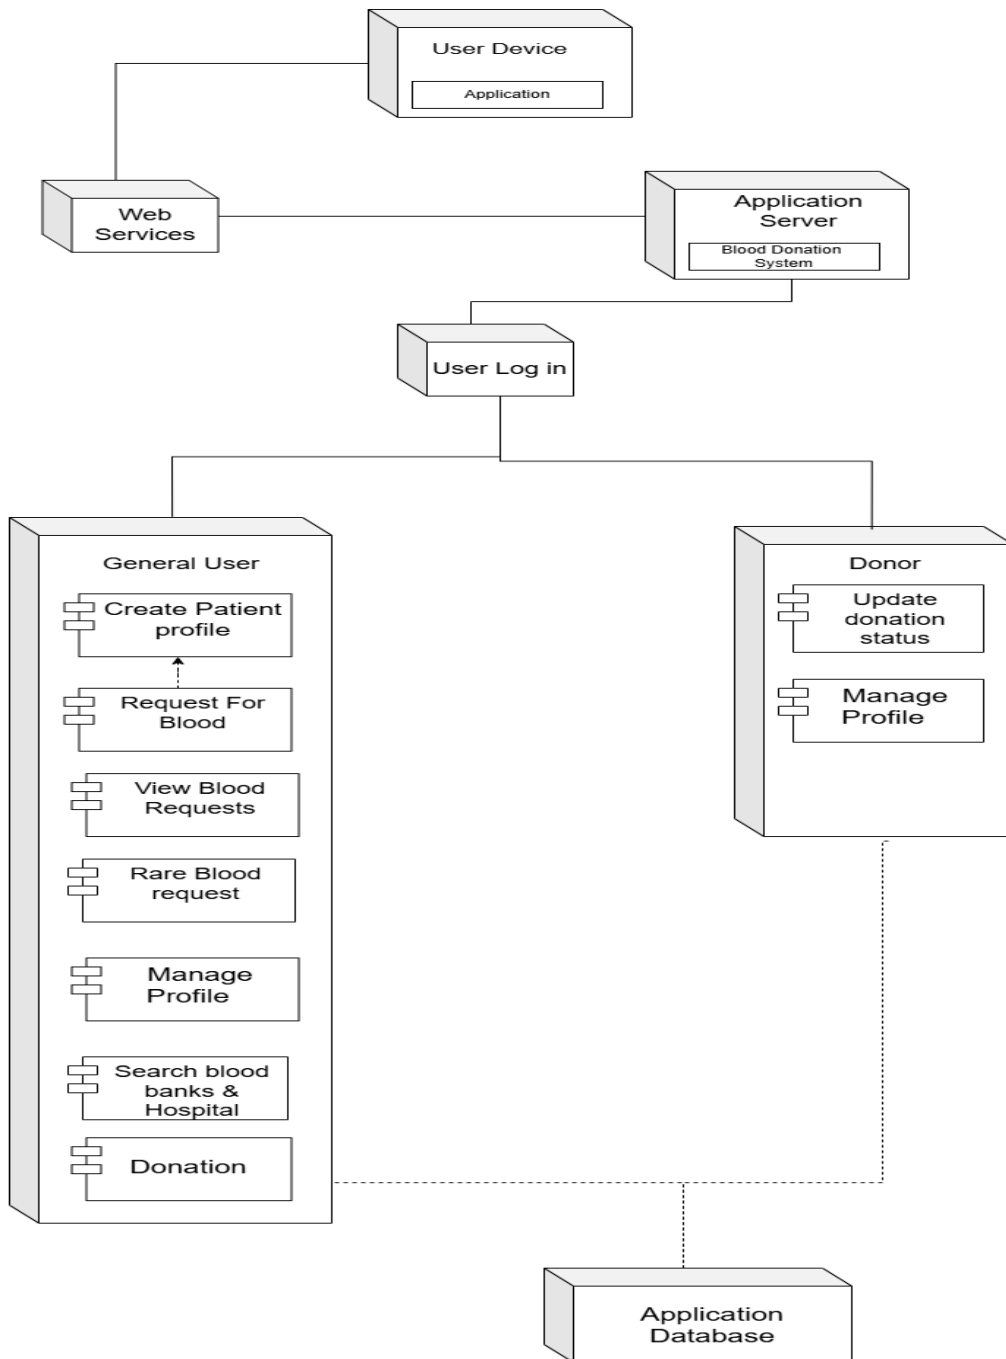 User Device
Application
Web
Services
Application
Server
Blood Donation
System
User Log in
General User
Create Patient
profile
Request For
Blood
View Blood
Requests
Rare Blood
request
Manage
Profile
Search blood
banks &
Hospital
Donation
Donor
Update
donation
status
Manage
Profile
Application
Database